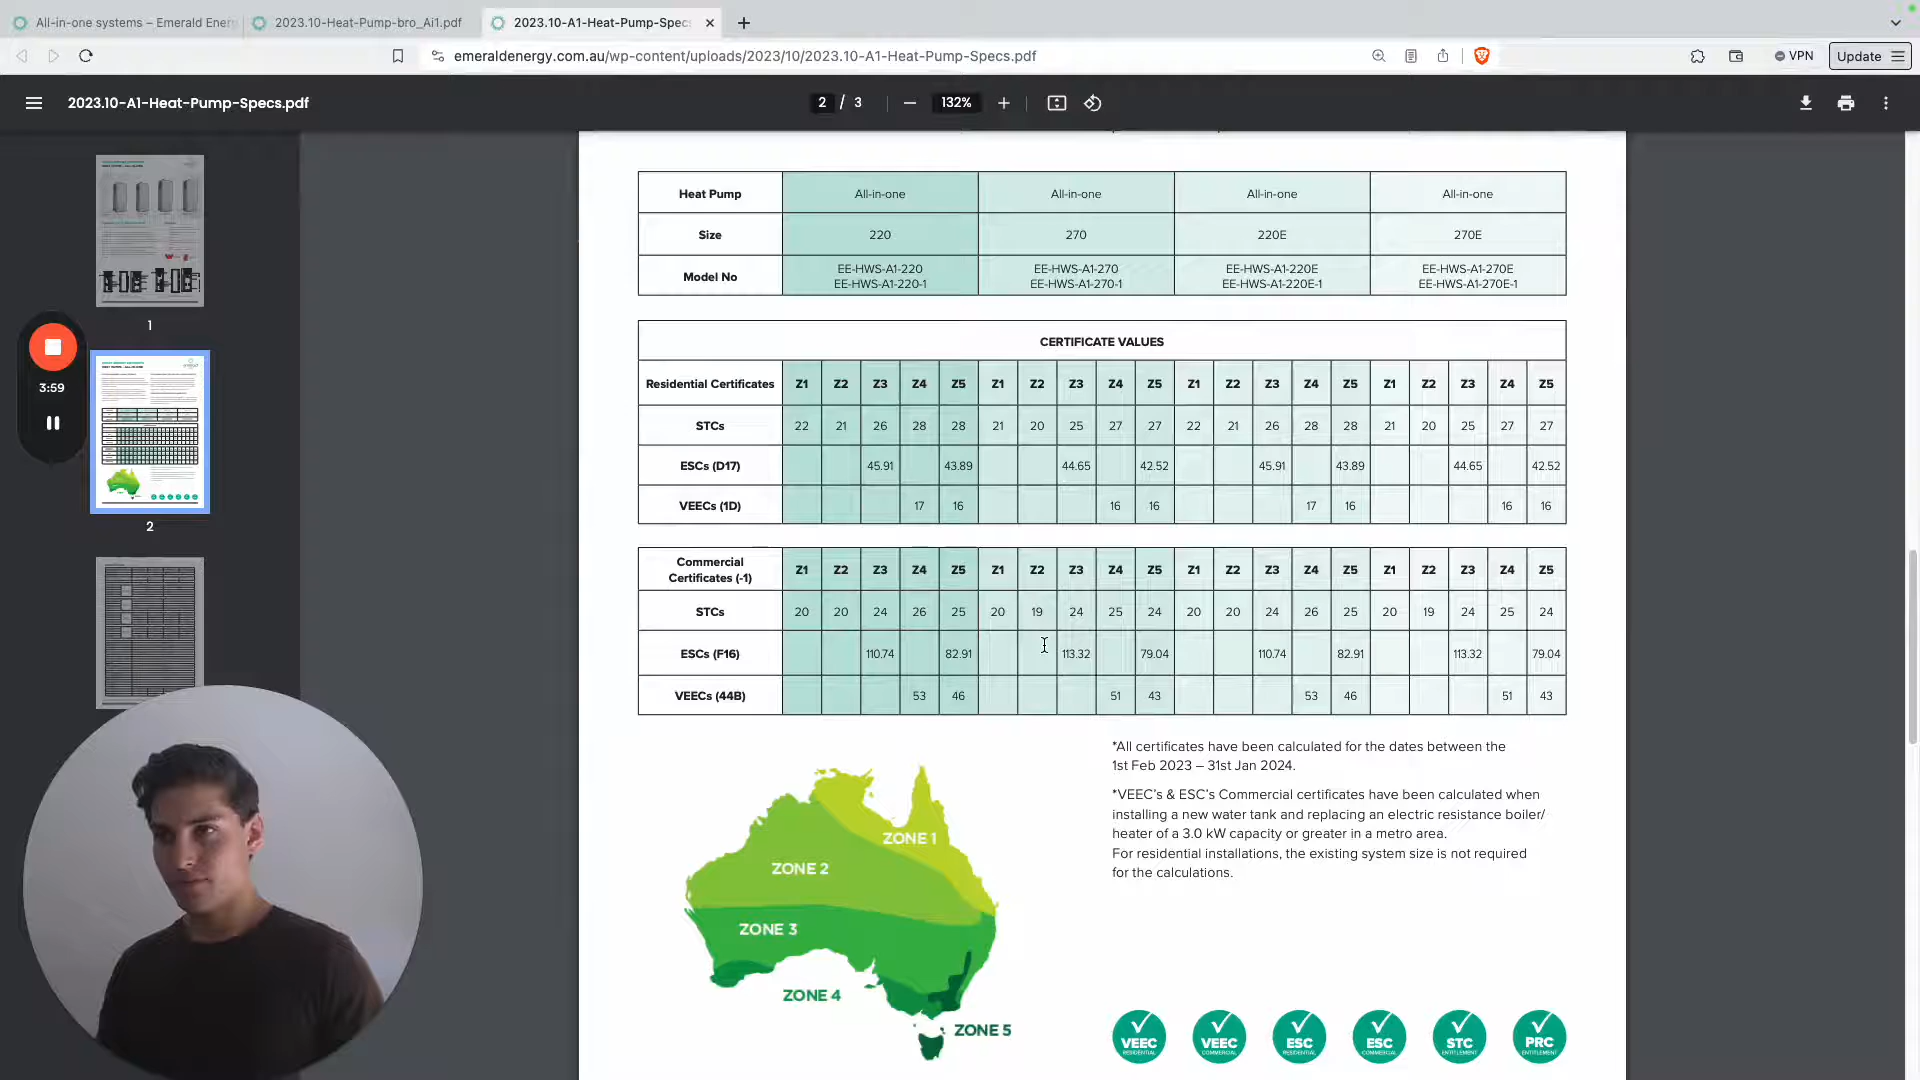 All-in-one systems – Emerald Ener
2023.10-Heat-Pump-bro_Ai1.pdf
2023.10-A1-Heat-Pump-Spec
emeraldenergy.com.au/wp-content/uploads/2023/10/2023.10-A1-Heat-Pump-Specs.pdf
VPN
Update
2023.10-A1-Heat-Pump-Specs.pdf
2 / 3
132%
1
3:59
2
Heat Pump All-in-one All-in-one All-in-one All-in-one
Size 220 270 220E 270E
Model No EE-HWS-A1-220 EE-HWS-A1-270 EE-HWS-A1-220E EE-HWS-A1-270E
EE-HWS-A1-220-1 EE-HWS-A1-270-1 EE-HWS-A1-220E-1 EE-HWS-A1-270E-1
CERTIFICATE VALUES
Residential Certificates Z1 Z2 Z3 Z4 Z5 Z1 Z2 Z3 Z4 Z5 Z1 Z2 Z3 Z4 Z5 Z1 Z2 Z3 Z4 Z5
STCs 22 21 26 28 28 21 20 25 27 27 22 21 26 28 28 21 20 25 27 27
ESCs (D17) 45.91 43.89 44.65 42.52 45.91 43.89 44.65 42.52
VEECs (1D) 17 16 16 16 17 16 16 16
Commercial
Certificates (-1) Z1 Z2 Z3 Z4 Z5 Z1 Z2 Z3 Z4 Z5 Z1 Z2 Z3 Z4 Z5 Z1 Z2 Z3 Z4 Z5
STCs 20 20 24 26 25 20 19 24 25 24 20 20 24 26 25 20 19 24 25 24
ESCs (F16) 110.74 82.91 113.32 79.04 110.74 82.91 113.32 79.04
VEECs (44B) 53 46 51 43 53 46 51 43
ZONE 1
ZONE 2
ZONE 3
ZONE 4
ZONE 5
*All certificates have been calculated for the dates between the
1st Feb 2023 – 31st Jan 2024.
*VEEC's & ESC's Commercial certificates have been calculated when
installing a new water tank and replacing an electric resistance boiler/
heater of a 3.0 kW capacity or greater in a metro area.
For residential installations, the existing system size is not required
for the calculations.
VEEC RESIDENTIAL
VEEC COMMERCIAL
ESC RESIDENTIAL
ESC COMMERCIAL
STC ENTITLEMENT
PRC ENTITLEMENT